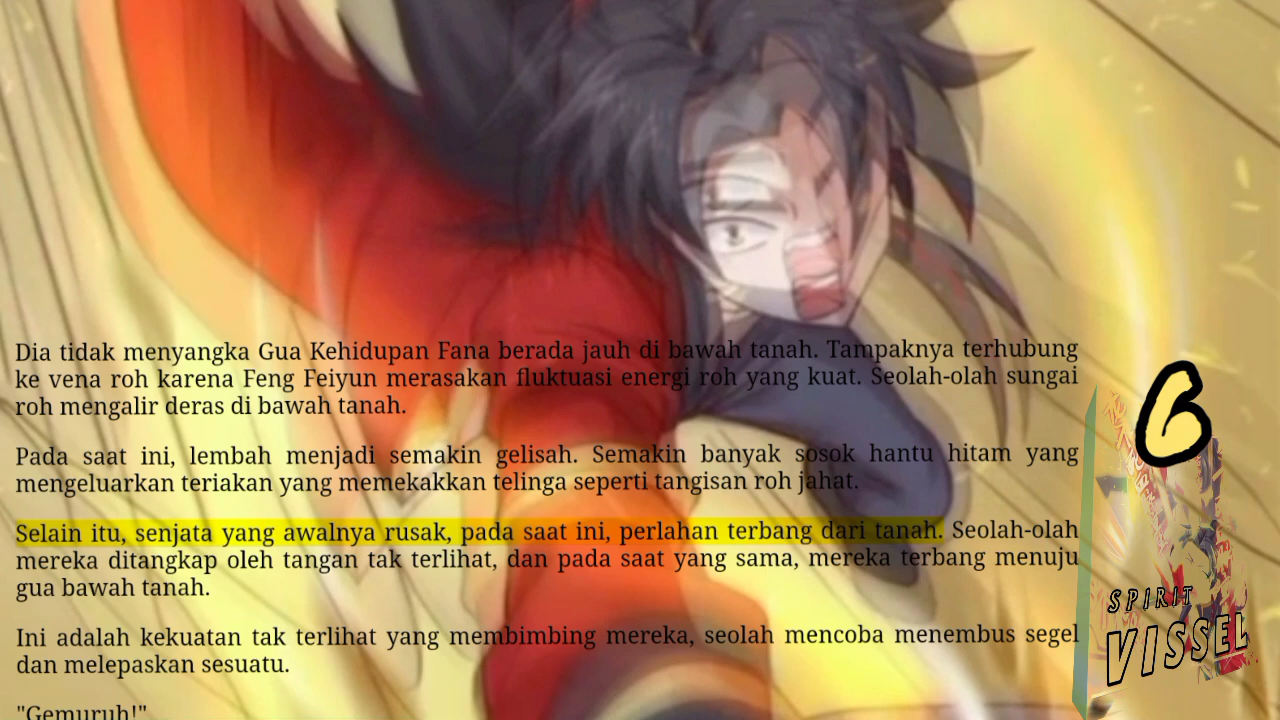 Dia tidak menyangka Gua Kehidupan Fana berada jauh di bawah tanah. Tampaknya terhubung
ke vena roh karena Feng Feiyun merasakan fluktuasi energi roh yang kuat. Seolah-olah sungai
roh mengalir deras di bawah tanah.
Pada saat ini, lembah menjadi semakin gelisah. Semakin banyak sosok hantu hitam yang
mengeluarkan teriakan yang memekakkan telinga seperti tangisan roh jahat.
Selain itu, senjata yang awalnya rusak, pada saat ini, perlahan terbang dari tanah. Seolah-olah
mereka ditangkap oleh tangan tak terlihat, dan pada saat yang sama, mereka terbang menuju
gua bawah tanah.
Ini adalah kekuatan tak terlihat yang membimbing mereka, seolah mencoba menembus segel
dan melepaskan sesuatu.
"Gemuruh!"
6
SPIRIT
VISSEL